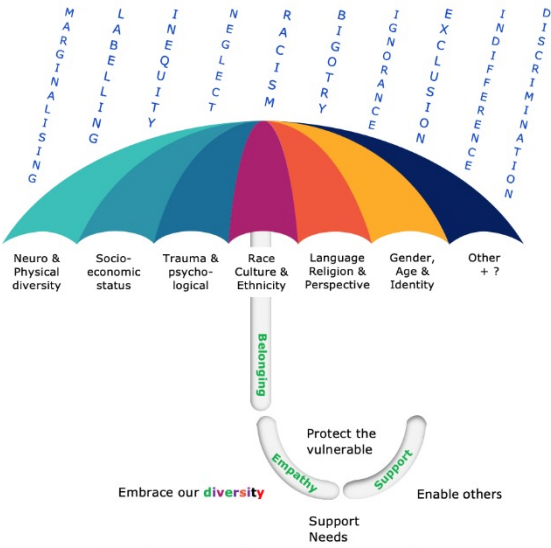 MARGINALISING
LABELLING
INEQUITY
NEGLECT
RACISM
BIGOTRY
IGNORANCE
EXCLUSION
INDIFFERENCE
DISCRIMINATION
Neuro &
Physical
diversity
Socio-
economic
status
Trauma &
psycho-
logical
Race
Culture &
Ethnicity
Language
Religion &
Perspective
Gender,
Age &
Identity
Other
+ ?
Belonging
Empathy
Support
Protect the
vulnerable
Embrace our diversity
Enable others
Support
Needs